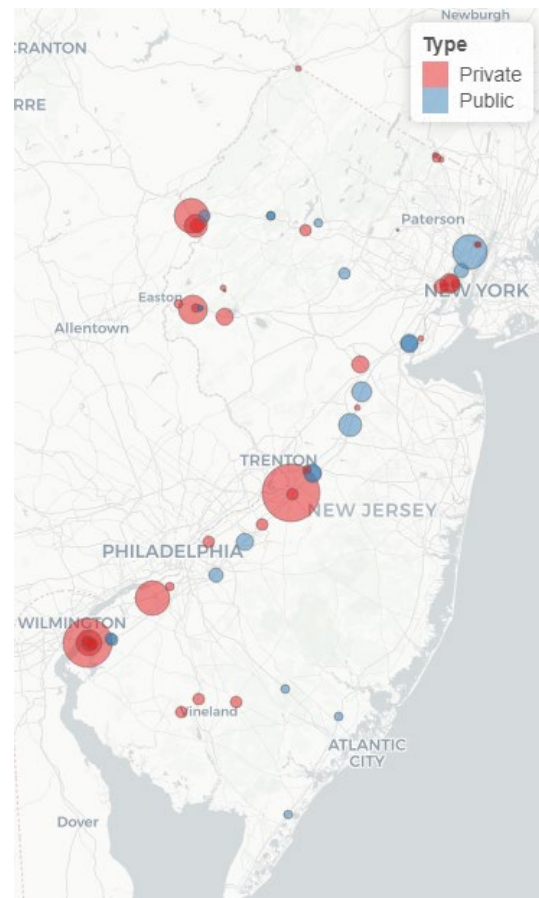 Newburgh
CRANTON
Type
Private
Public
RRE
Paterson
Easton
NEW YORK
Allentown
TRENTON
NEW JERSEY
PHILADELPHIA
WILMINGTON
Vineland
ATLANTIC
CITY
Dover